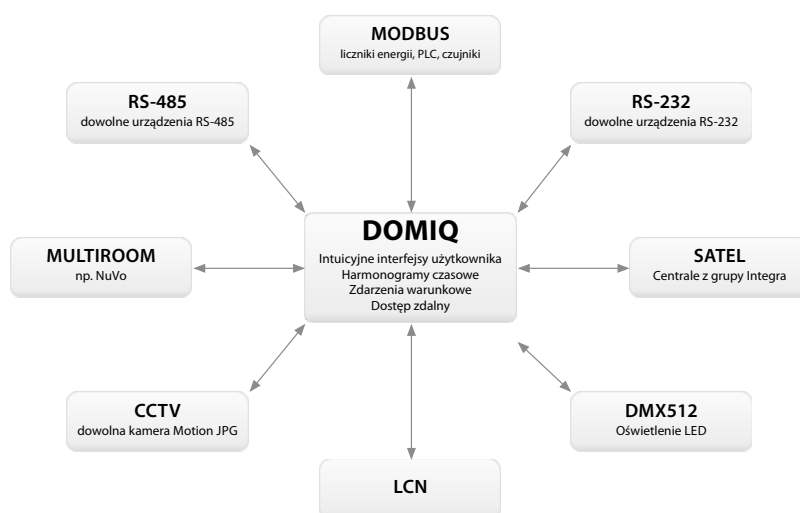 MODBUS
liczniki energii, PLC, czujniki
RS-485
dowolne urządzenia RS-485
RS-232
dowolne urządzenia RS-232
DOMIQ
Intuicyjne interfejsy użytkownika
Harmonogramy czasowe
Zdarzenia warunkowe
Dostęp zdalny
MULTIROOM
np. NuVo
SATEL
Centrale z grupy Integra
CCTV
dowolna kamera Motion JPG
DMX512
Oświetlenie LED
LCN